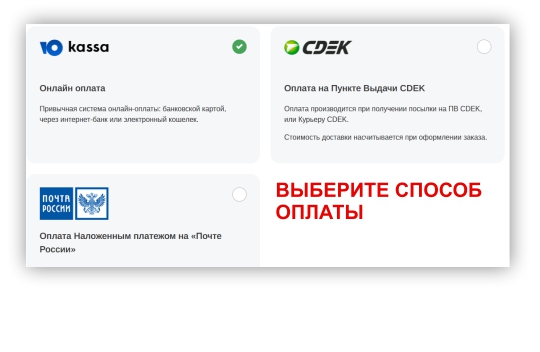 Ю kassa
Онлайн оплата
Привычная система онлайн-оплаты: банковской картой,
через интернет-банк или электронный кошелек.
CDEK
Оплата на Пункте Выдачи CDEK
Оплата производится при получении посылки на ПВ CDEK,
или Курьеру CDEK.
Стоимость доставки насчитывается при оформлении заказа.
ПОЧТА
РОССИИ
Оплата Наложенным платежом на «Почте
России»
ВЫБЕРИТЕ СПОСОБ
ОПЛАТЫ